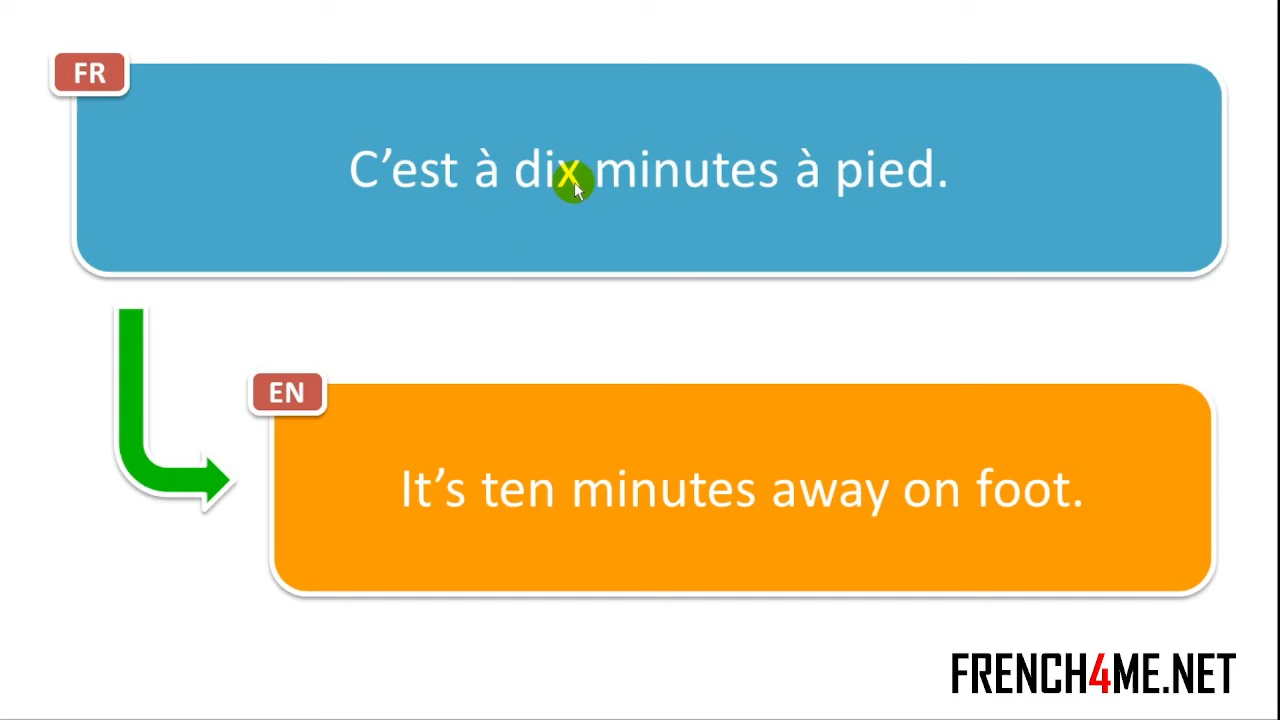 FR
C’est à dix minutes à pied.
EN
It’s ten minutes away on foot.
FRENCH4ME.NET